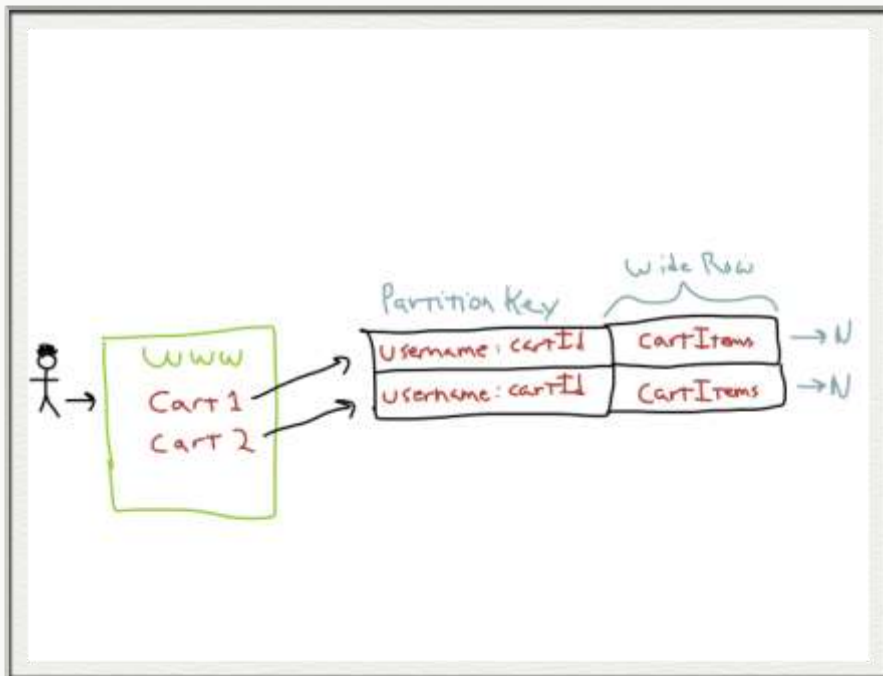 Wide Row
Partition Key
www
username: cartId CartItems → N
username: cartId CartItems → N
Cart 1
Cart 2